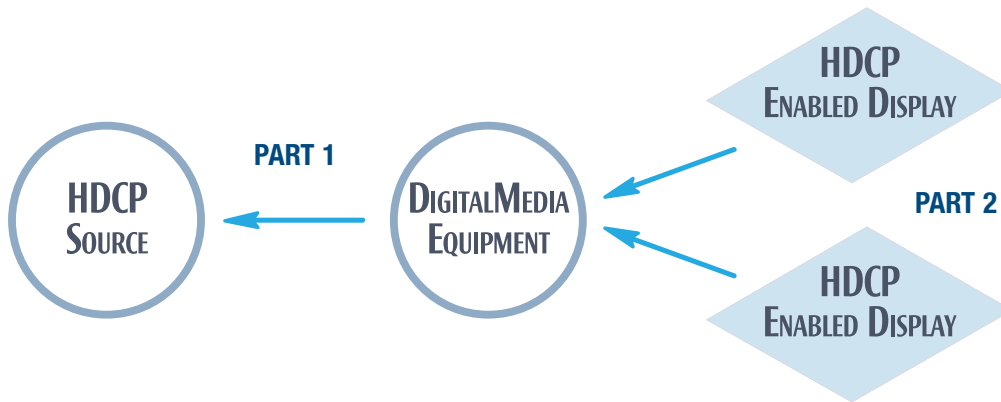 PART 1
HDCP
SOURCE
DIGITALMEDIA
EQUIPMENT
HDCP
ENABLED DISPLAY
PART 2
HDCP
ENABLED DISPLAY